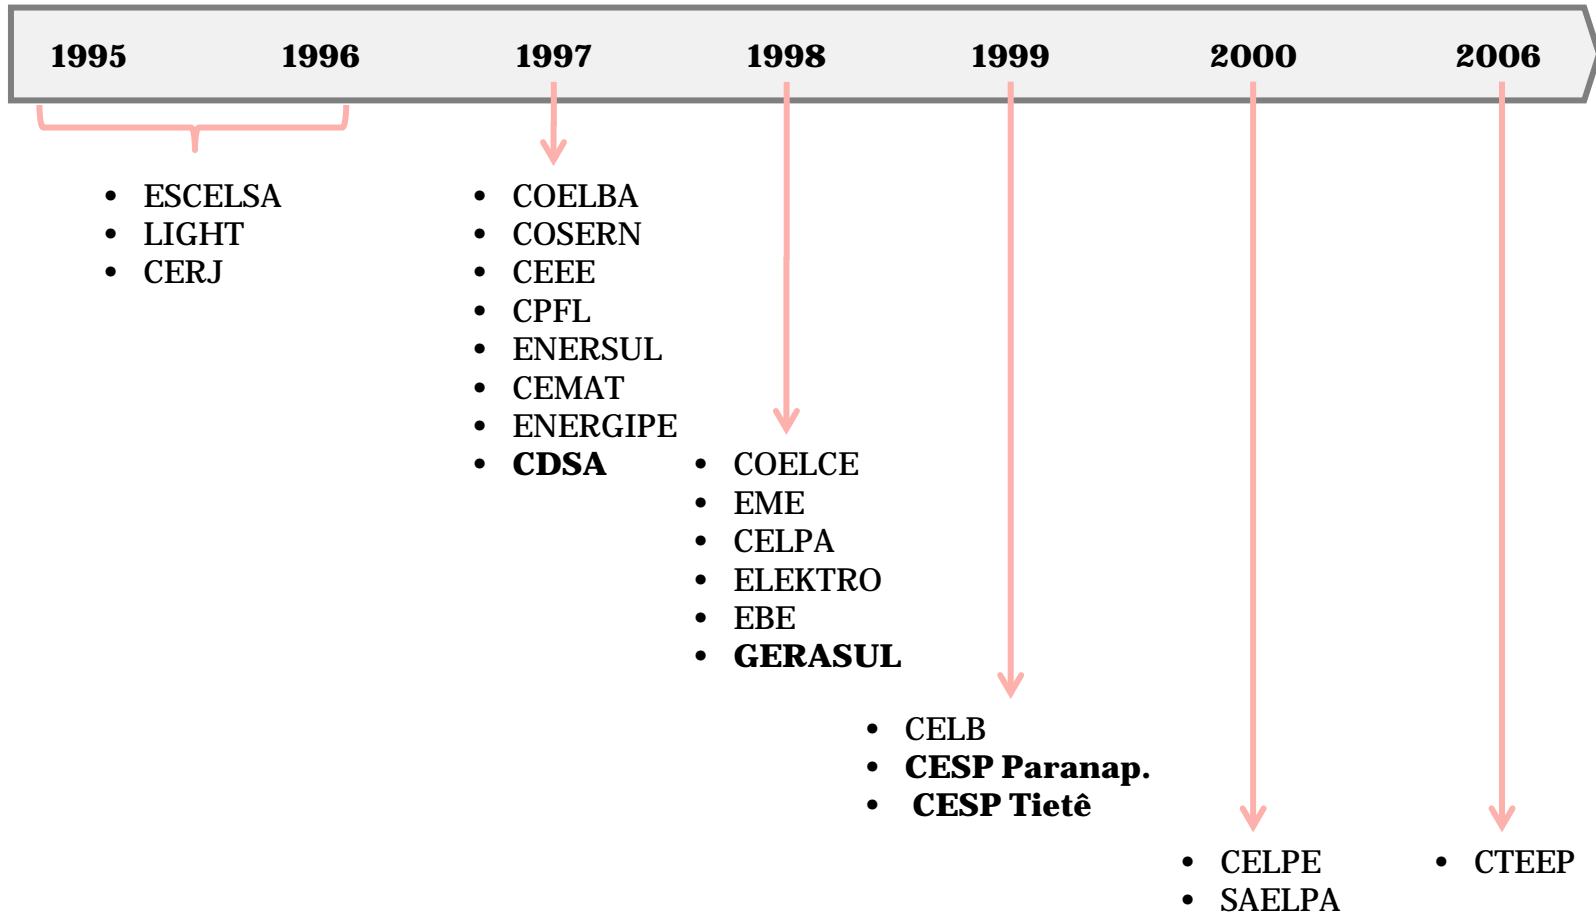 1995 1996 1997 1998 1999 2000 2006
• ESCELSA
• LIGHT
• CERJ
• COELBA
• COSERN
• CEEE
• CPFL
• ENERSUL
• CEMAT
• ENERGIPE
• CDSA
• COELCE
• EME
• CELPA
• ELEKTRO
• EBE
• GERASUL
• CELB
• CESP Paranap.
• CESP Tietê
• CELPE
• SAELPA
• CTEEP